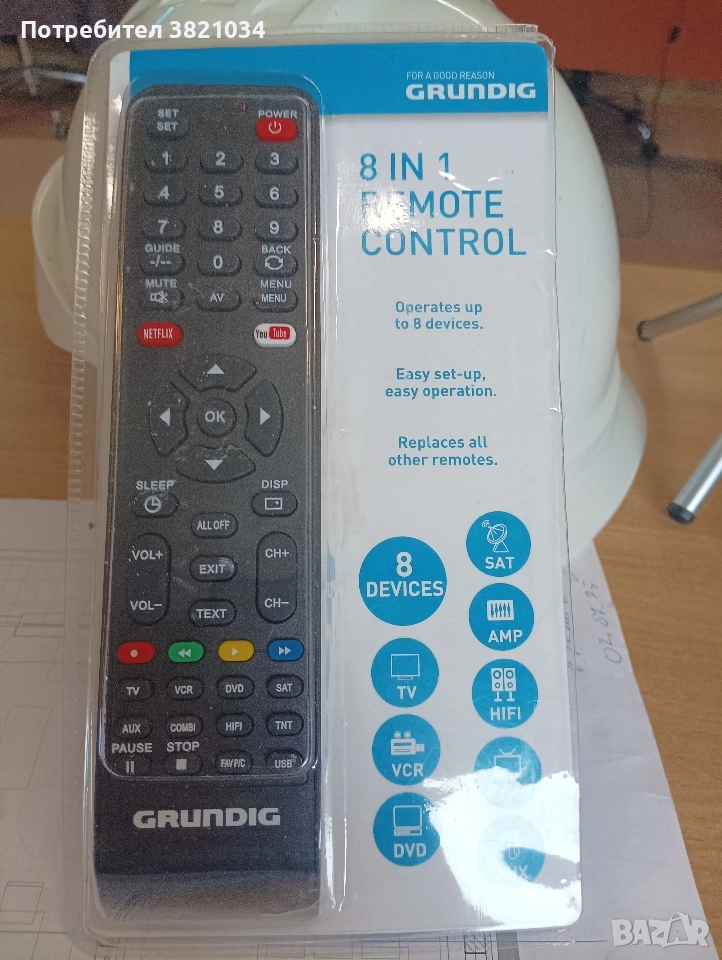 Потребител 3821034
FOR A GOOD REASON
GRUNDIG
8 IN 1
REMOTE
CONTROL
Operates up
to 8 devices.
Easy set-up,
easy operation.
Replaces all
other remotes.
8
DEVICES
SAT
AMP
TV
HIFI
VCR
DVD
SET
POWER
SET
1 2 3
4 5 6
7 8 9
GUIDE
BACK
-/-- 0
MUTE
MENU
AV
MENU
NETFLIX
YouTube
OK
SLEEP
DISP
ALL OFF
VOL+
CH+
EXIT
VOL-
CH-
TEXT
TV VCR DVD SAT
AUX COMBI HIFI TNT
PAUSE STOP
FAV P/C USB
GRUNDIG
BAZAR